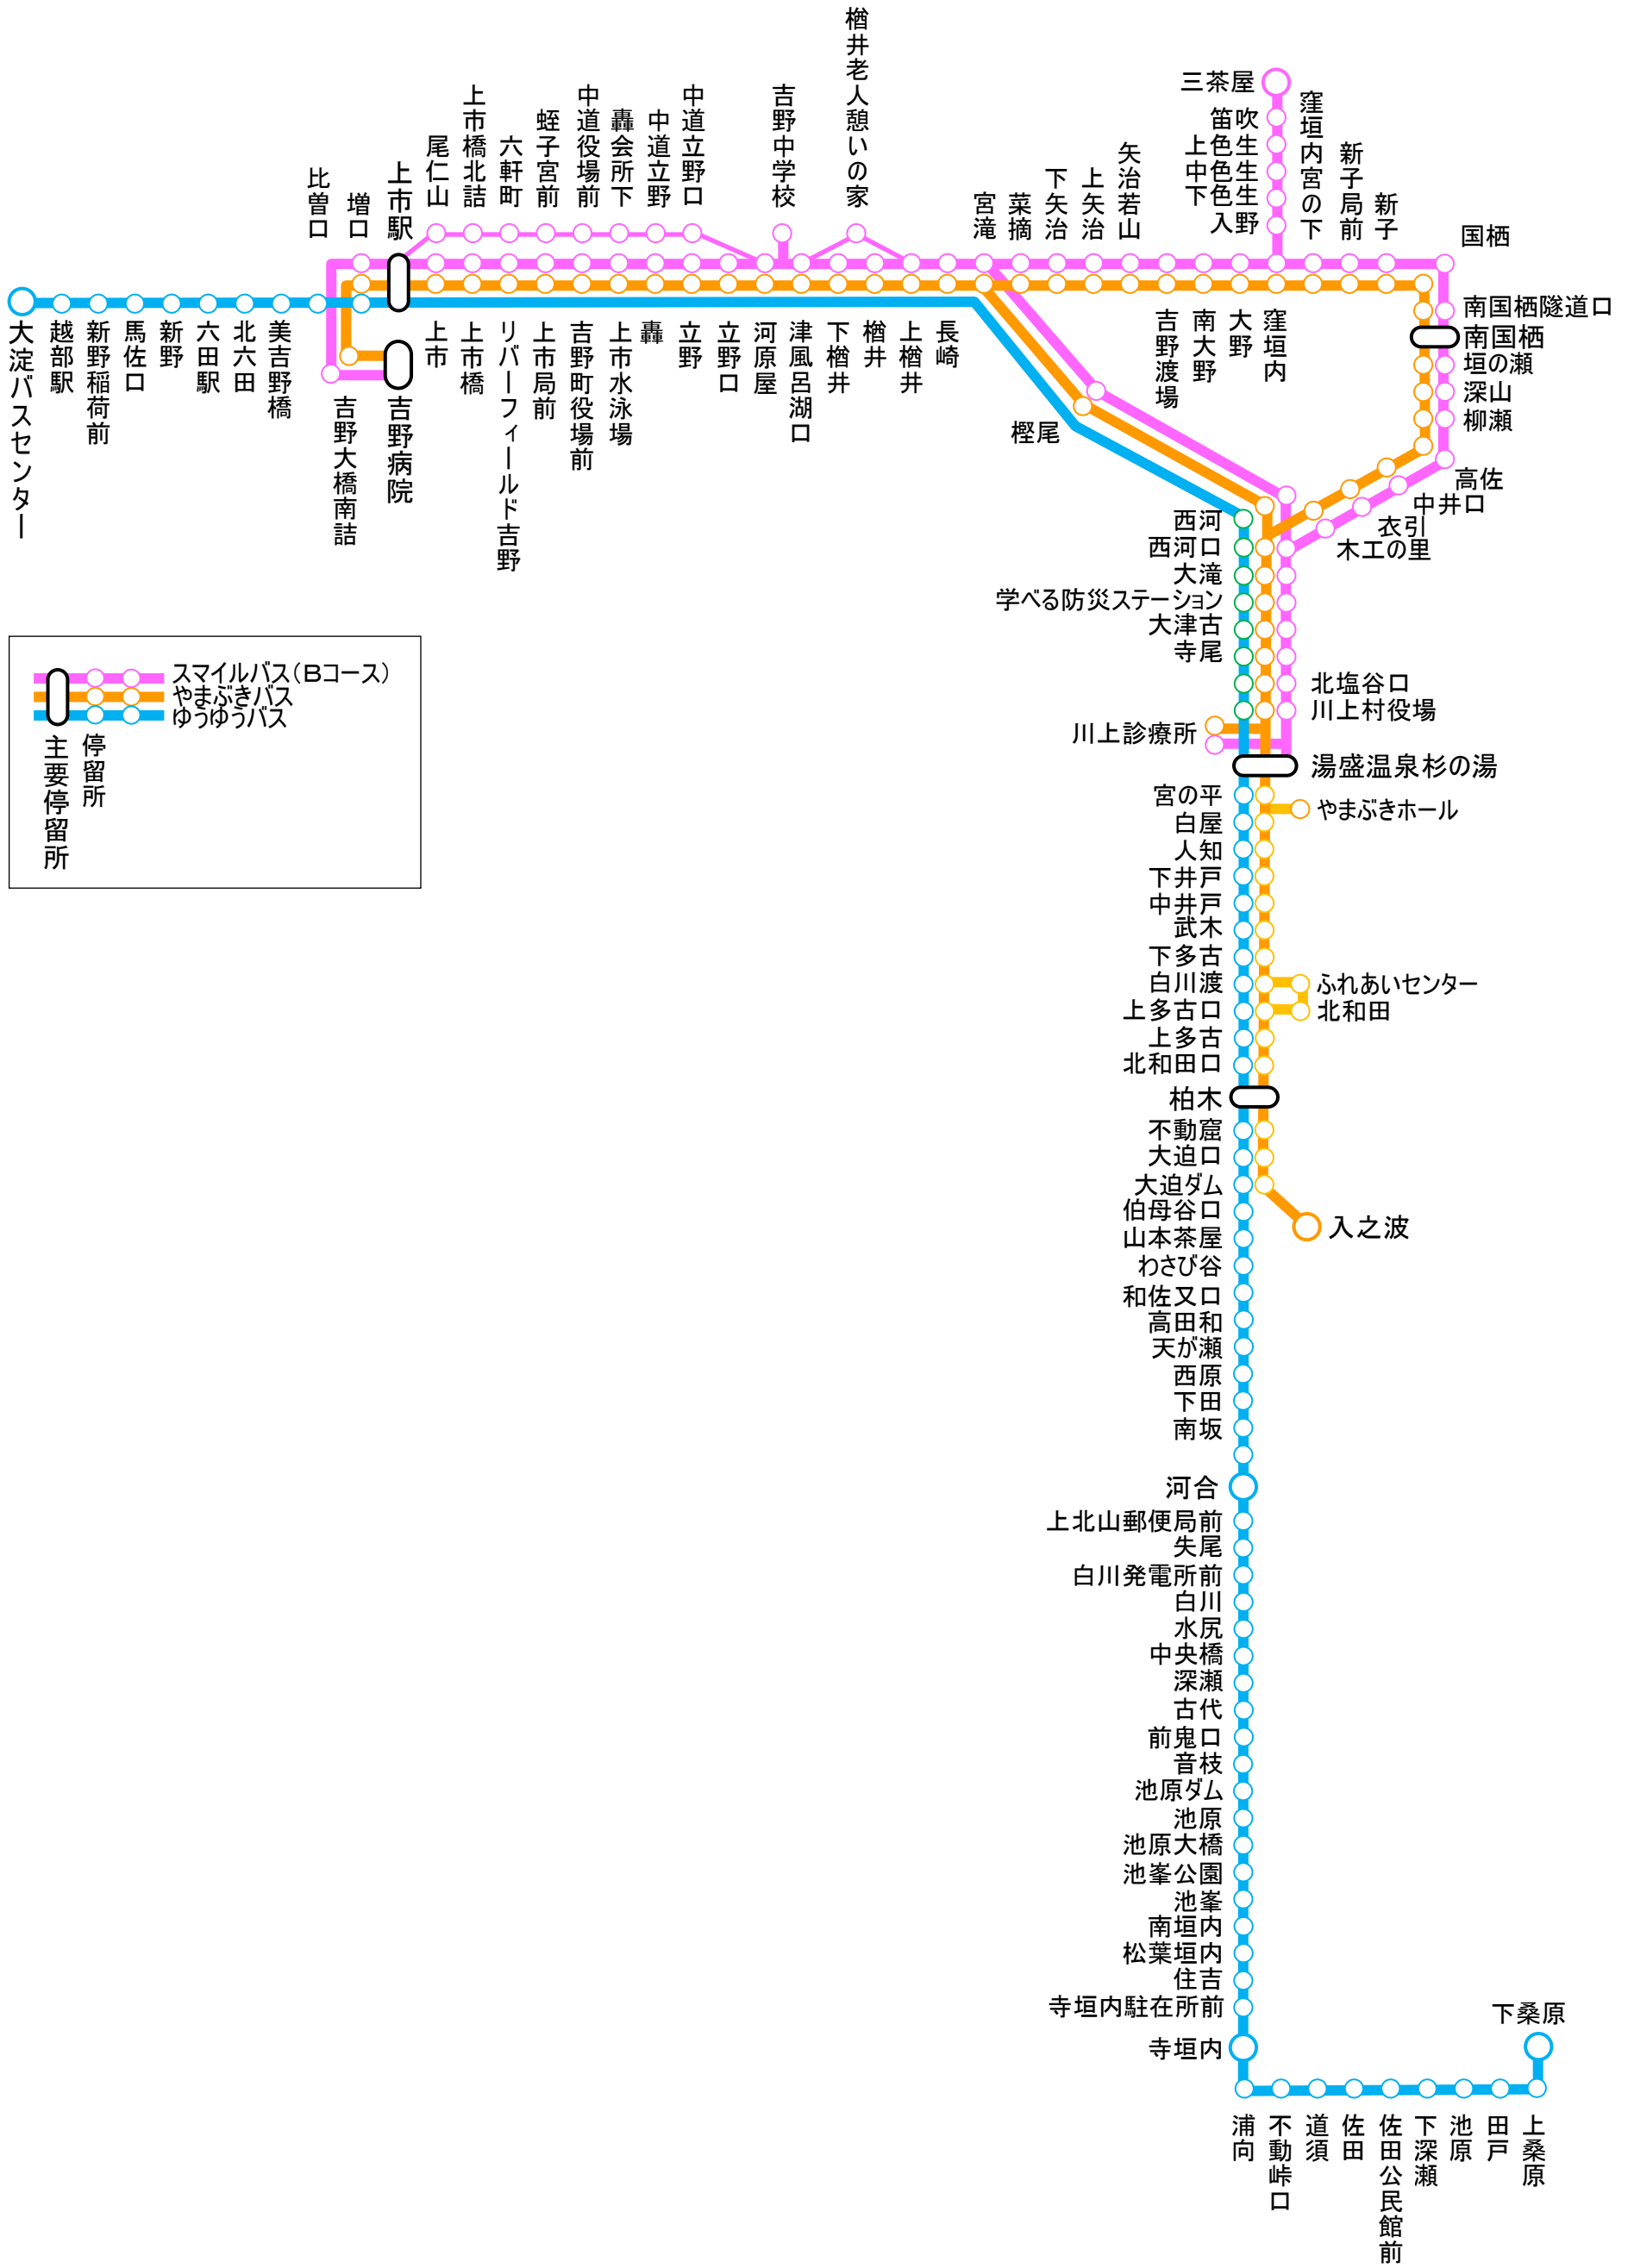 楢井老人憩いの家
三茶屋
笛吹
上色生
中色生
下色生
入野
比曽口
増口
上市駅
尾仁山
上市橋北詰
六軒町
蛭子宮前
中道役場前
轟会所下
中道立野
中道立野口
吉野中学校
宮滝
菜摘
下矢治
上矢治
矢治若山
窪垣内宮の下
新子局前
新子
国栖
大淀バスセンター
越部駅
新野稲荷前
馬佐口
新野
六田駅
北六田
美吉野橋
吉野大橋南詰
吉野病院
上市
上市橋
リバーフィールド吉野
上市局前
吉野町役場前
上市水泳場
轟
立野
立野口
河原屋
津風呂湖口
下楢井
楢井
上楢井
長崎
吉野渡場
南大野
大野
窪垣内
南国栖隧道口
南国栖
垣の瀬
深山
柳瀬
高佐
中井口
衣引
木工の里
樫尾
西河
西河口
大滝
学べる防災ステーション
大津古
寺尾
北塩谷口
川上村役場
川上診療所
湯盛温泉杉の湯
スマイルバス(Bコース)
やまぶきバス
ゆうゆうバス
主要停留所
停留所
宮の平
やまぶきホール
白屋
人知
下井戸
中井戸
武木
下多古
白川渡
ふれあいセンター
上多古口
北和田
上多古
北和田口
柏木
不動窟
大迫口
大迫ダム
伯母谷口
入之波
山本茶屋
わさび谷
和佐又口
高田和
天が瀬
西原
下田
南坂
河合
上北山郵便局前
失尾
白川発電所前
白川
水尻
中央橋
深瀬
古代
前鬼口
音枝
池原ダム
池原
池原大橋
池峯公園
池峯
南垣内
松葉垣内
住吉
寺垣内駐在所前
寺垣内
下桑原
浦向
不動峠口
道須
佐田
佐田公民館前
下深瀬
池原
田戸
上桑原